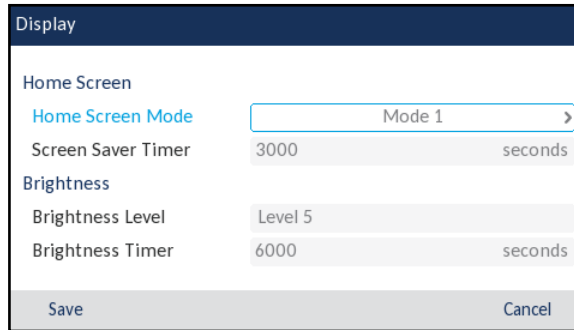 Display
Home Screen
Home Screen Mode Mode 1 >
Screen Saver Timer 3000 seconds
Brightness
Brightness Level Level 5
Brightness Timer 6000 seconds
Save Cancel